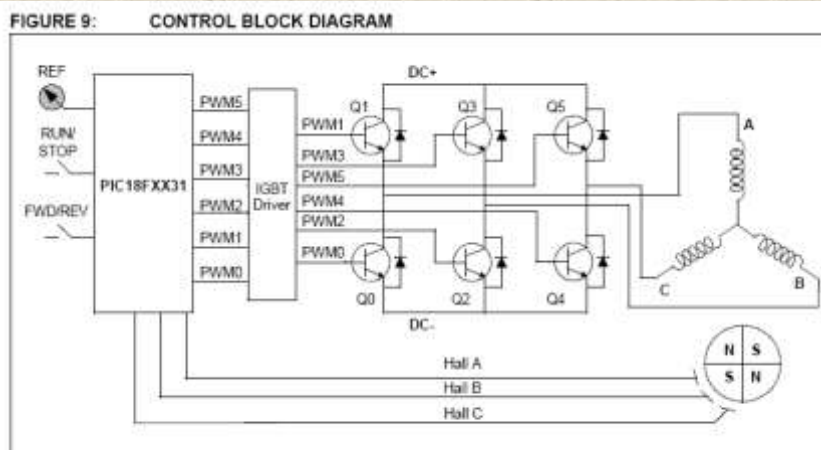 FIGURE 9: CONTROL BLOCK DIAGRAM
REF
RUN/
STOP
FWD/REV
PIC18FXX31
PWM5
PWM4
PWM3
PWM2
PWM1
PWM0
IGBT
Driver
PWM1
PWM3
PWM5
PWM4
PWM2
PWM0
DC+
Q1
Q3
Q5
Q0
Q2
Q4
DC-
A
C
B
Hall A
Hall B
Hall C
N S
S N